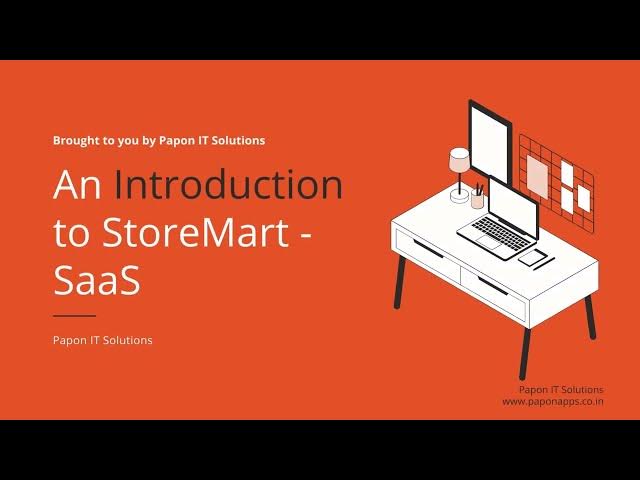 Brought to you by Papon IT Solutions
An Introduction
to StoreMart -
SaaS
Papon IT Solutions
Papon IT Solutions
www.paponapps.co.in